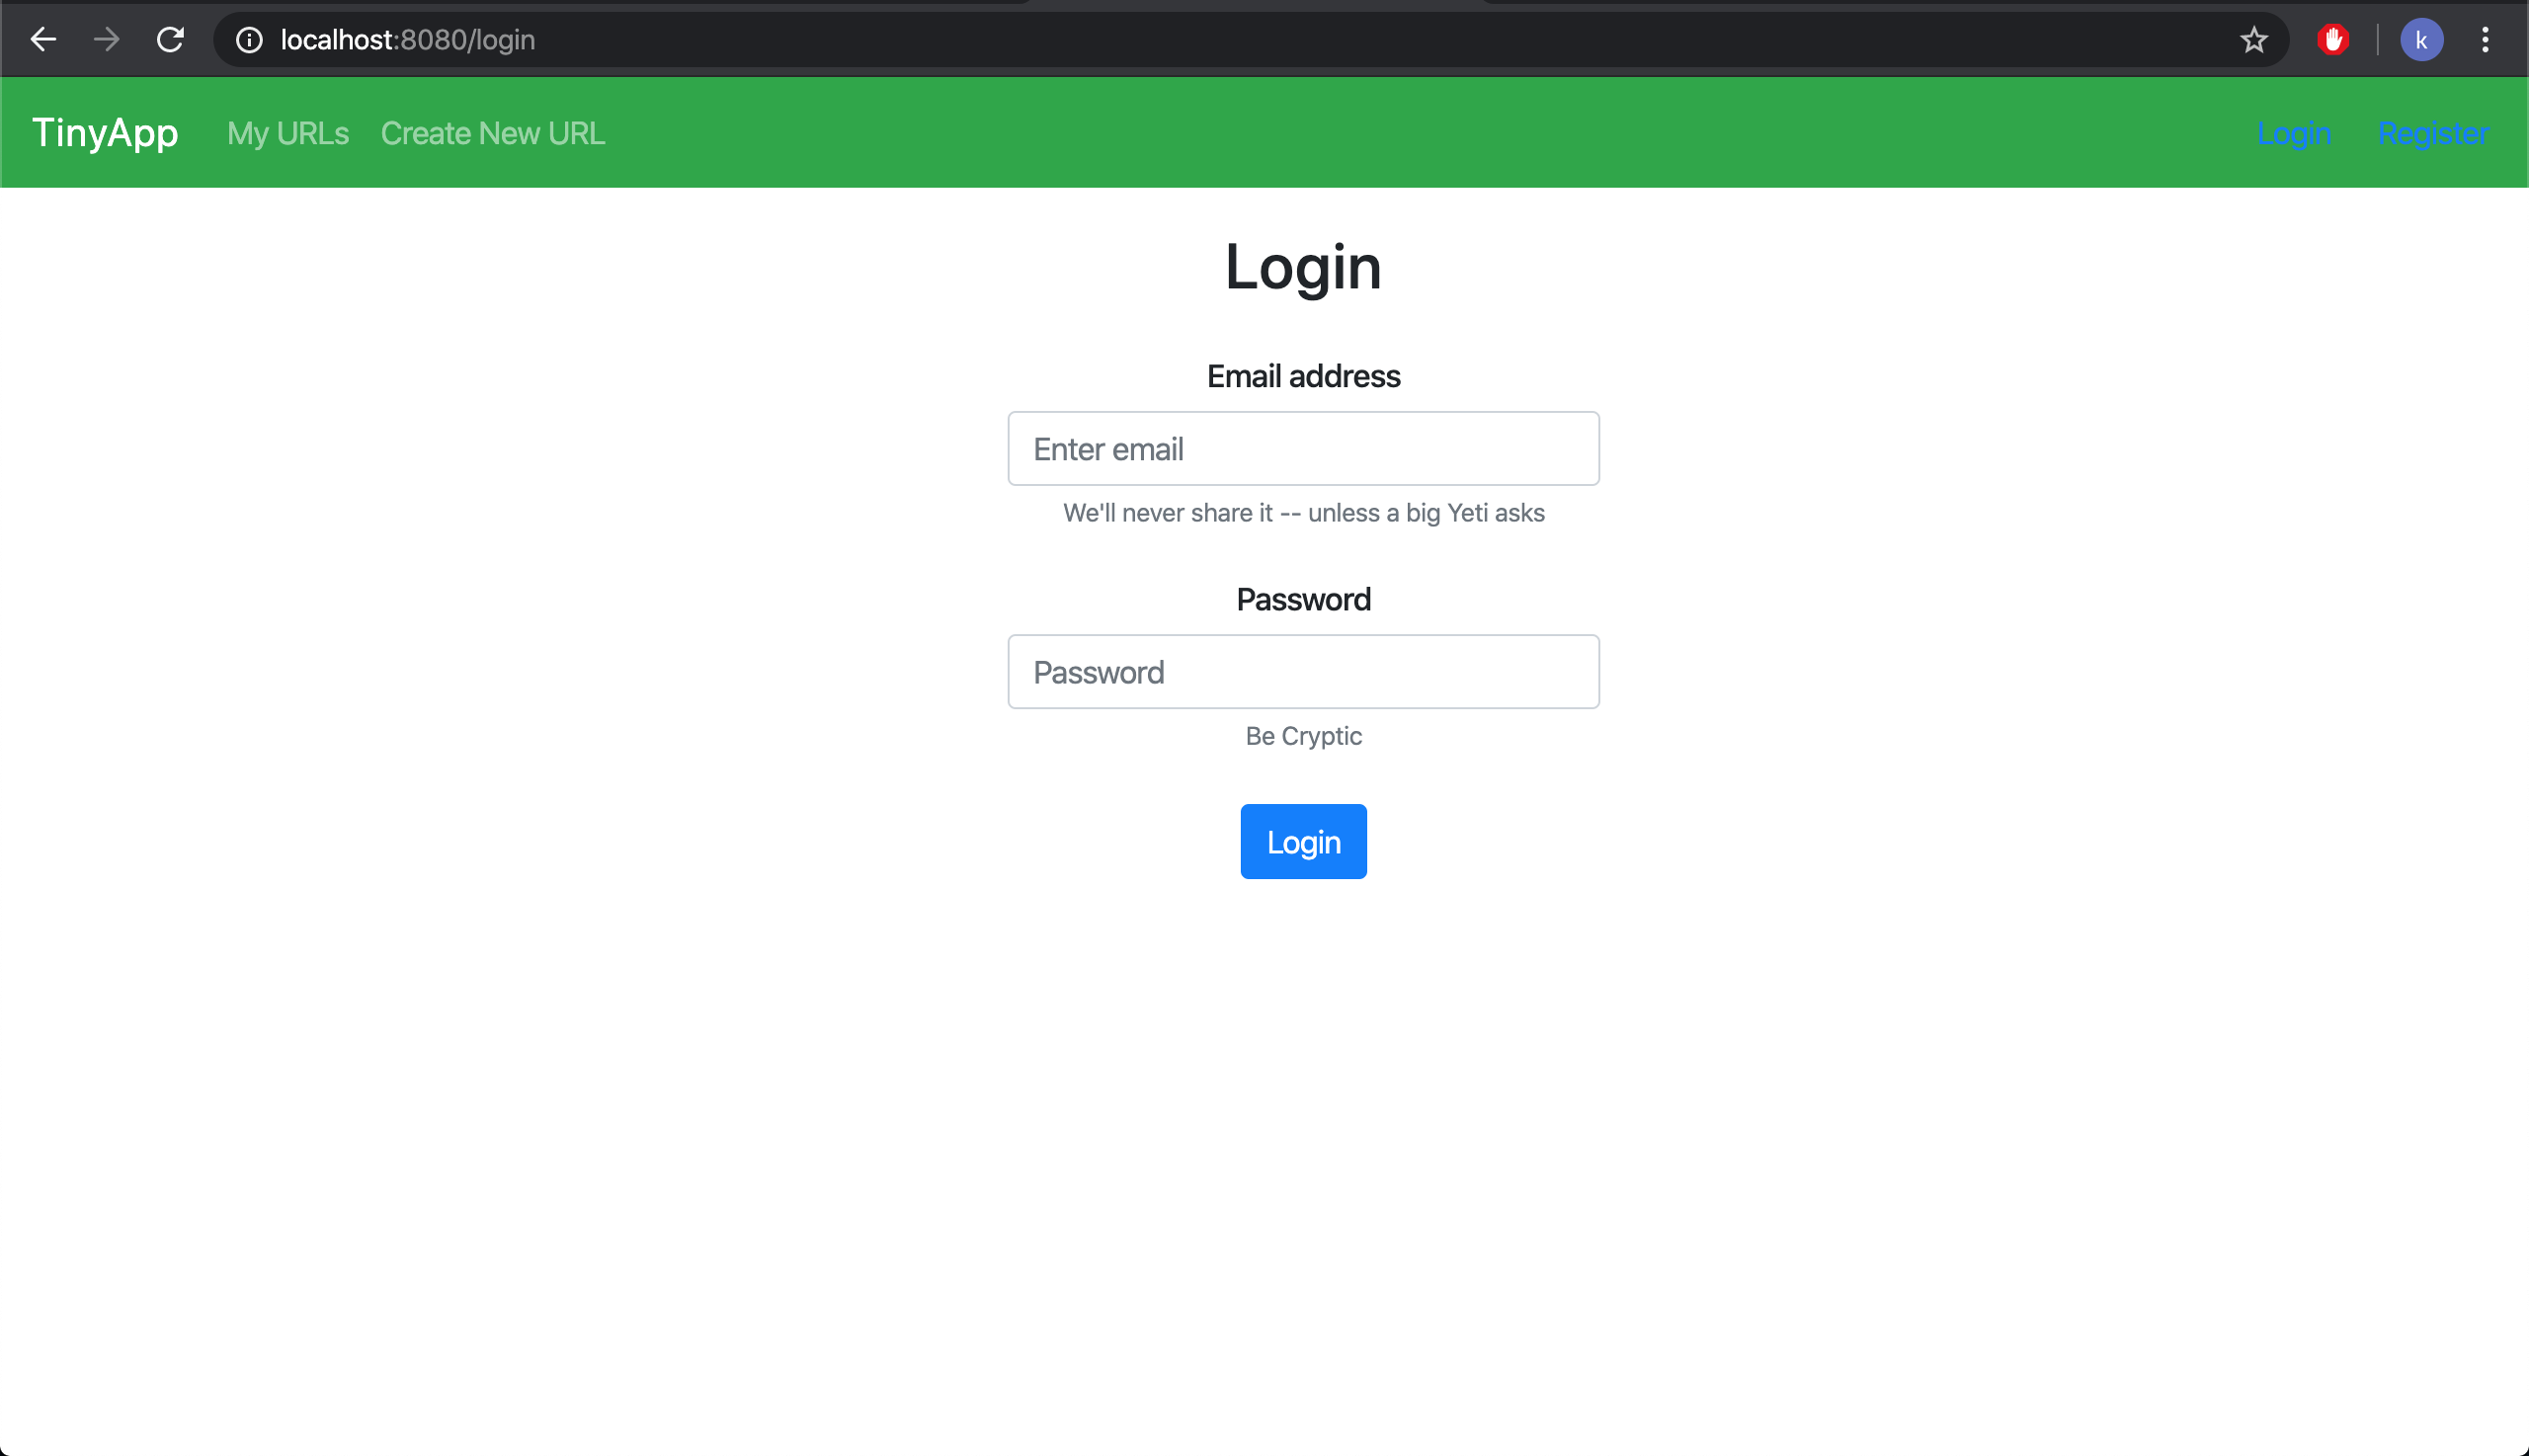 localhost:8080/login
k
TinyApp My URLs Create New URL Login Register
Login
Email address
Enter email
We'll never share it -- unless a big Yeti asks
Password
Password
Be Cryptic
Login